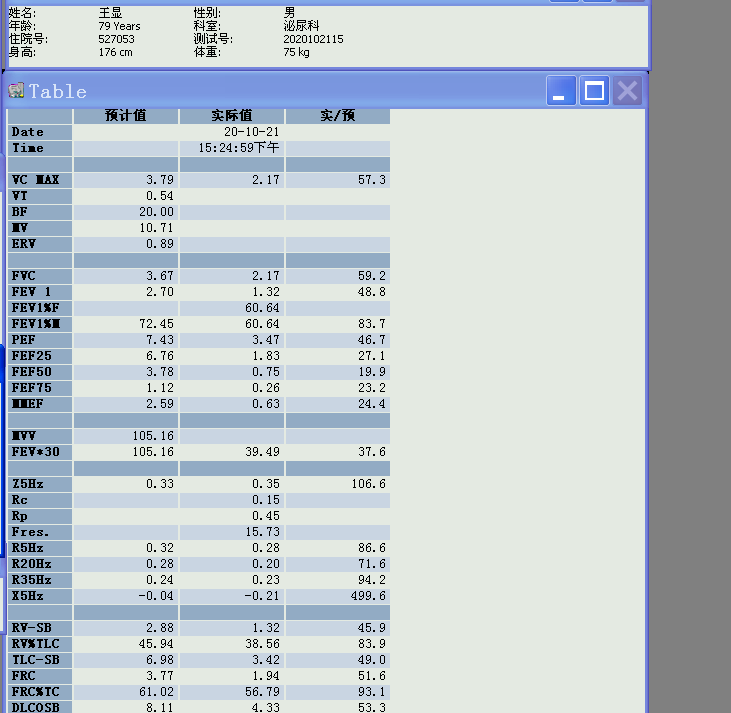 姓名: 王显 性别: 男
年龄: 79 Years 科室: 泌尿科
住院号: 527053 测试号: 2020102115
身高: 176 cm 体重: 75 kg
Table
预计值 实际值 实/预
Date 20-10-21
Time 15:24:59下午
VC MAX 3.79 2.17 57.3
VT 0.54
BF 20.00
MV 10.71
ERV 0.89
FVC 3.67 2.17 59.2
FEV 1 2.70 1.32 48.8
FEV1%F 60.64
FEV1%M 72.45 60.64 83.7
PEF 7.43 3.47 46.7
FEF25 6.76 1.83 27.1
FEF50 3.78 0.75 19.9
FEF75 1.12 0.26 23.2
MMEF 2.59 0.63 24.4
MVV 105.16
FEV*30 105.16 39.49 37.6
Z5Hz 0.33 0.35 106.6
Rc 0.15
Rp 0.45
Fres. 15.73
R5Hz 0.32 0.28 86.6
R20Hz 0.28 0.20 71.6
R35Hz 0.24 0.23 94.2
X5Hz -0.04 -0.21 499.6
RV-SB 2.88 1.32 45.9
RV%TLC 45.94 38.56 83.9
TLC-SB 6.98 3.42 49.0
FRC 3.77 1.94 51.6
FRC%TC 61.02 56.79 93.1
DLCOSB 8.11 4.33 53.3